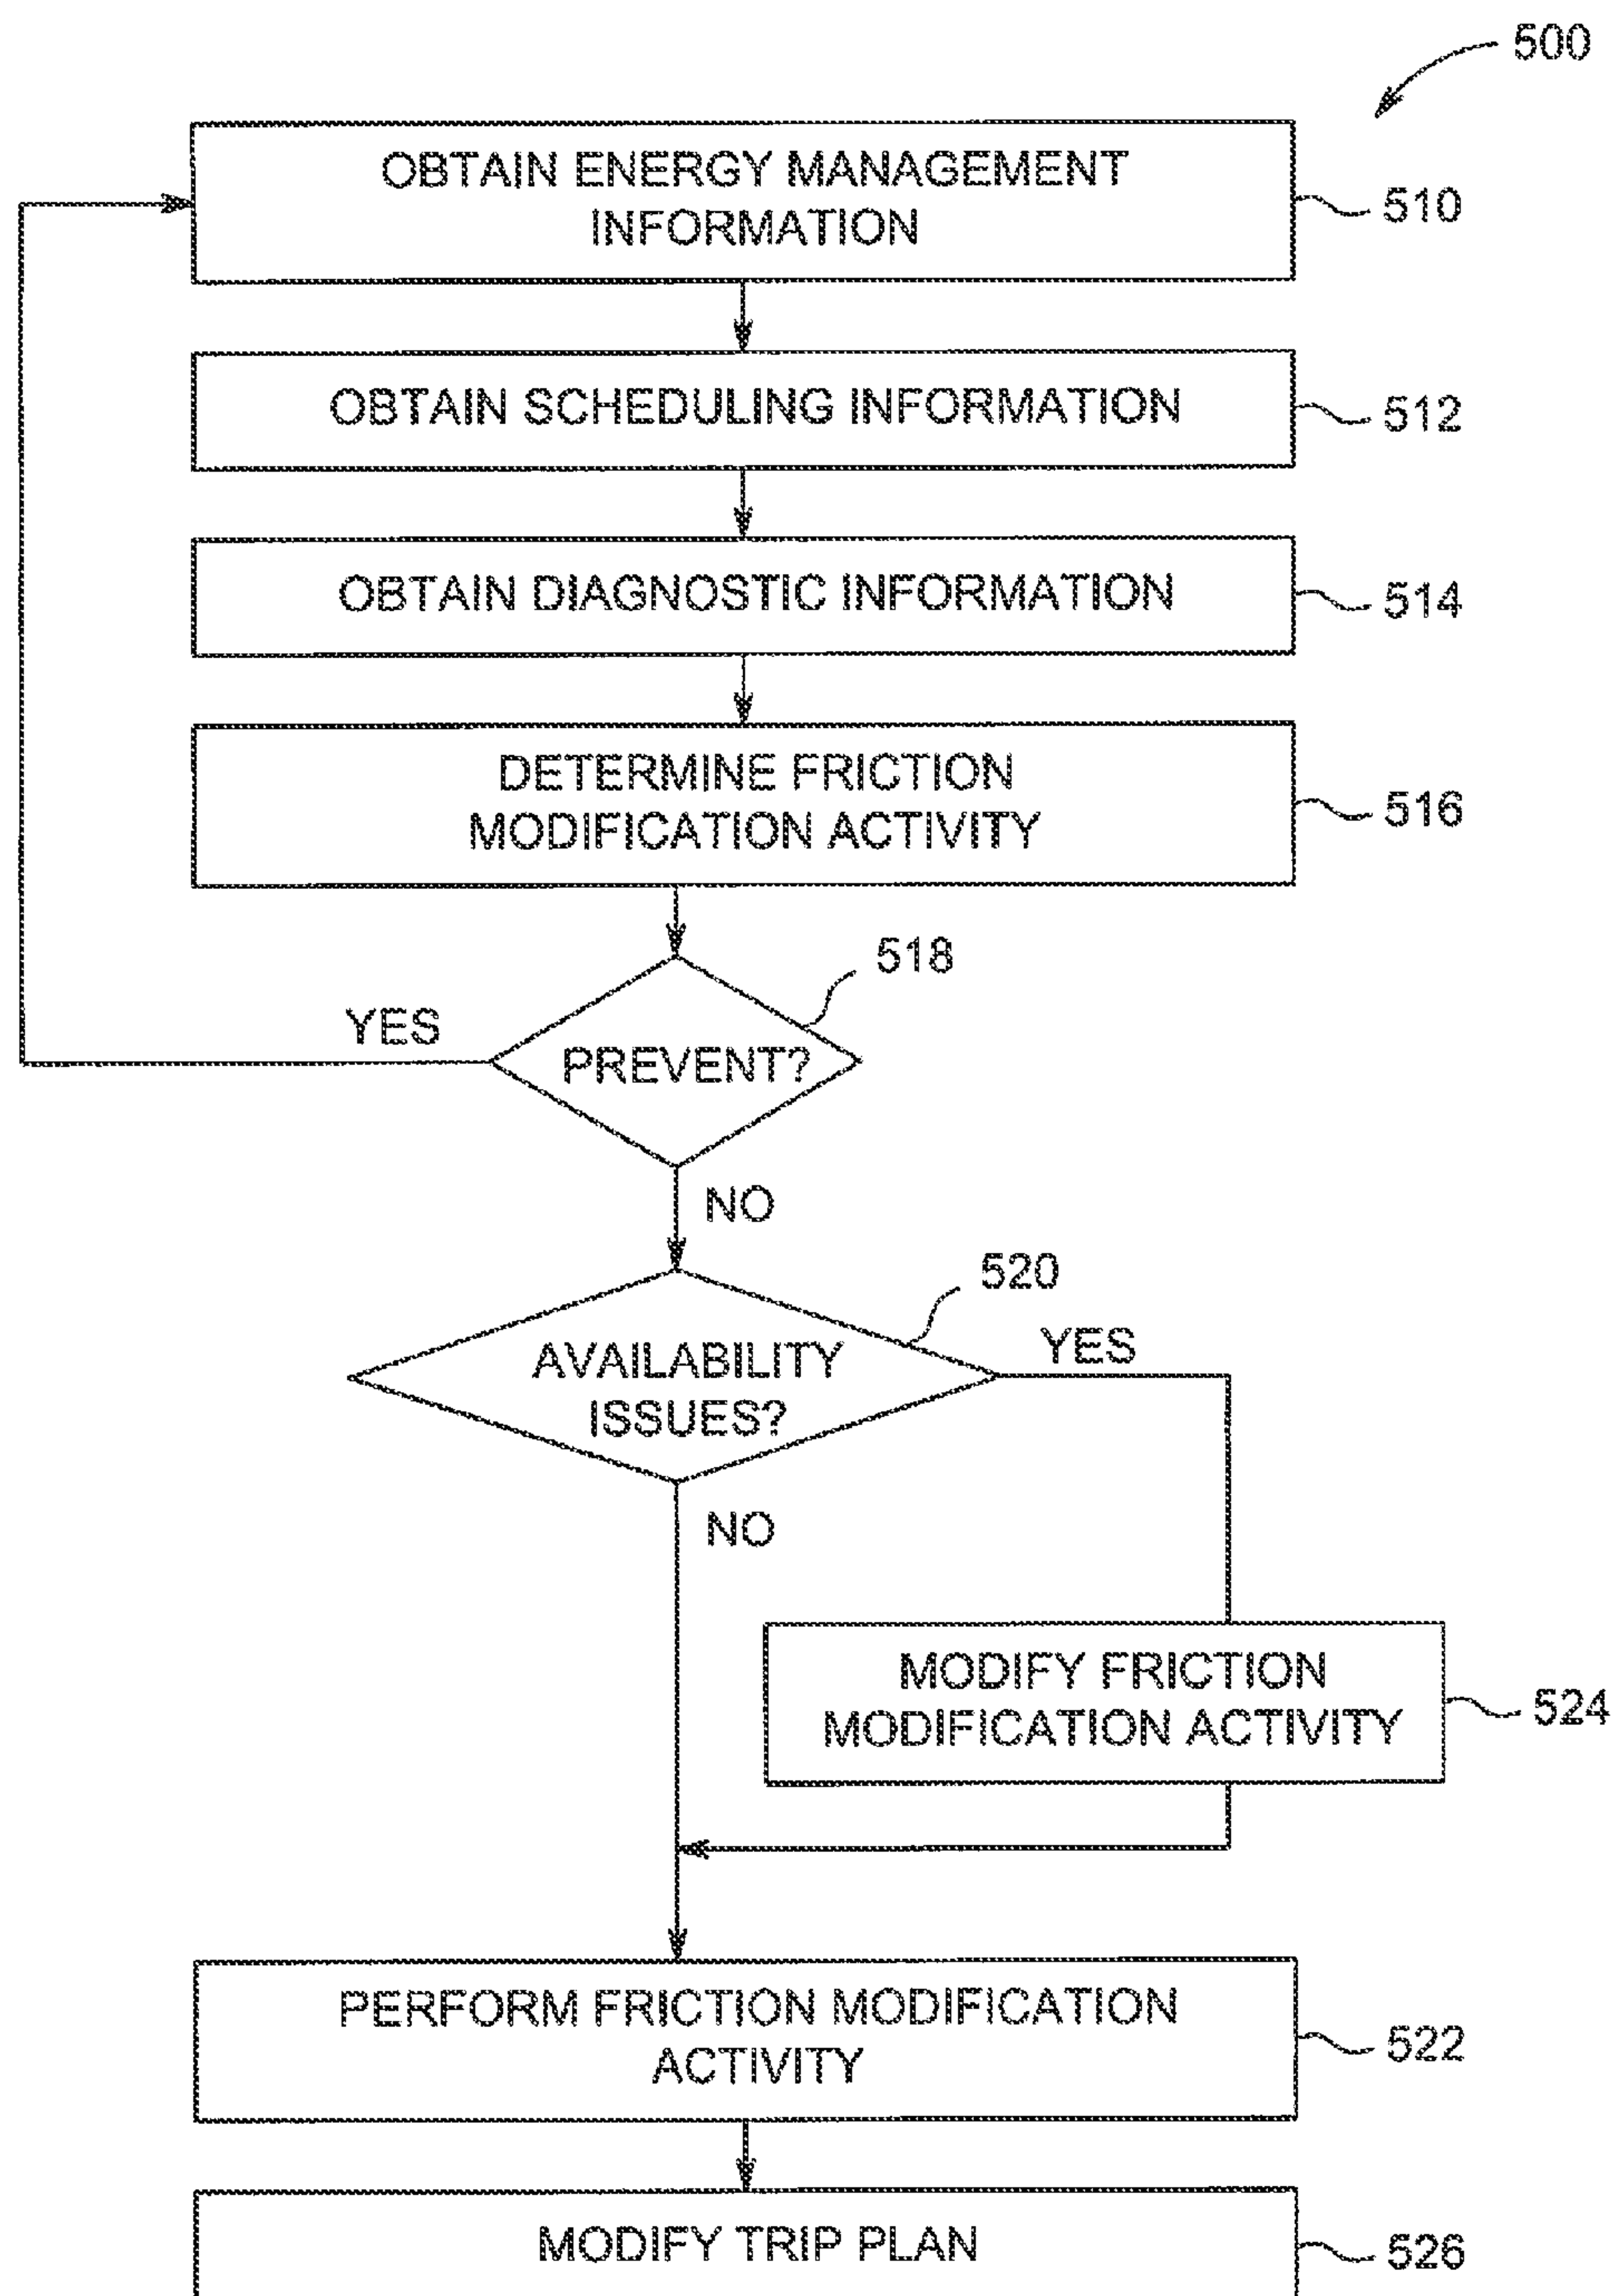 500
OBTAIN ENERGY MANAGEMENT
INFORMATION
510
OBTAIN SCHEDULING INFORMATION
512
OBTAIN DIAGNOSTIC INFORMATION
514
DETERMINE FRICTION
MODIFICATION ACTIVITY
516
518
YES
PREVENT?
NO
520
YES
AVAILABILITY
ISSUES?
NO
MODIFY FRICTION
MODIFICATION ACTIVITY
524
PERFORM FRICTION MODIFICATION
ACTIVITY
522
MODIFY TRIP PLAN
526